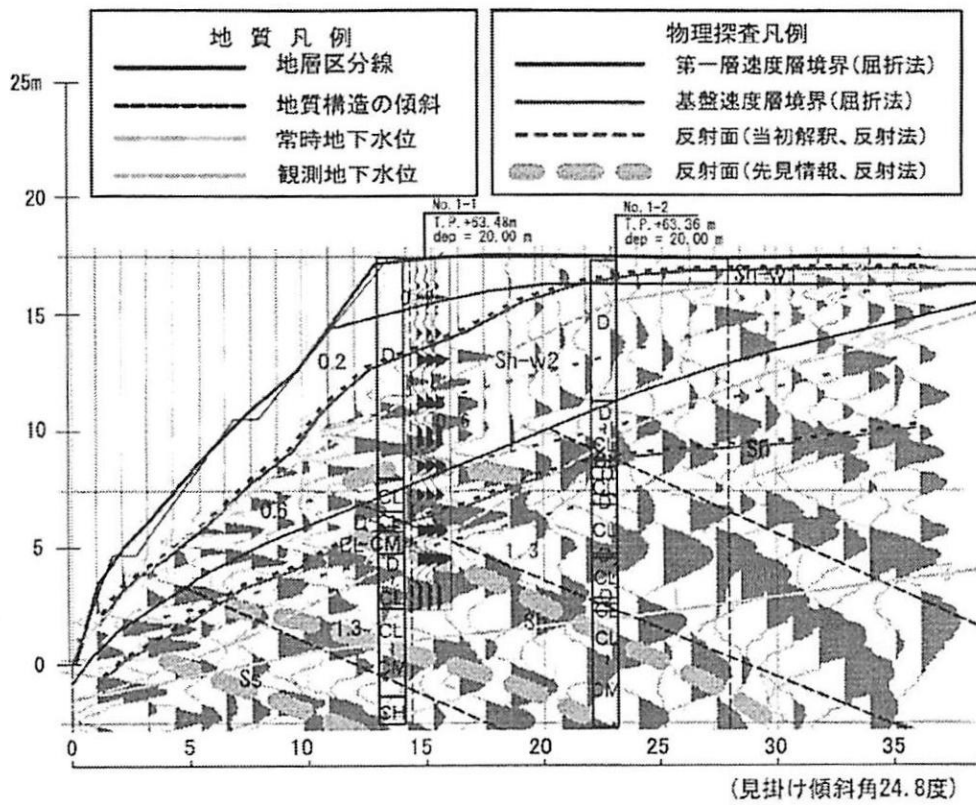 地 質 凡 例
地層区分線
地質構造の傾斜
常時地下水位
観測地下水位
物理探査凡例
第一層速度層境界(屈折法)
基盤速度層境界(屈折法)
反射面(当初解釈、反射法)
反射面(先見情報、反射法)
25m
20
15
10
5
0
No. 1-1
T.P. +63.48m
dep = 20.00 m
No. 1-2
T.P. +63.36 m
dep = 20.00 m
Sh-w
D
0.2
D
Sh-w2
D
Sh
CL
0.6
CL
1.3
D
CL
CL
1.3
CL
CL
Ss
CM
CH
0 5 10 15 20 25 30 35
(見掛け傾斜角24.8度)